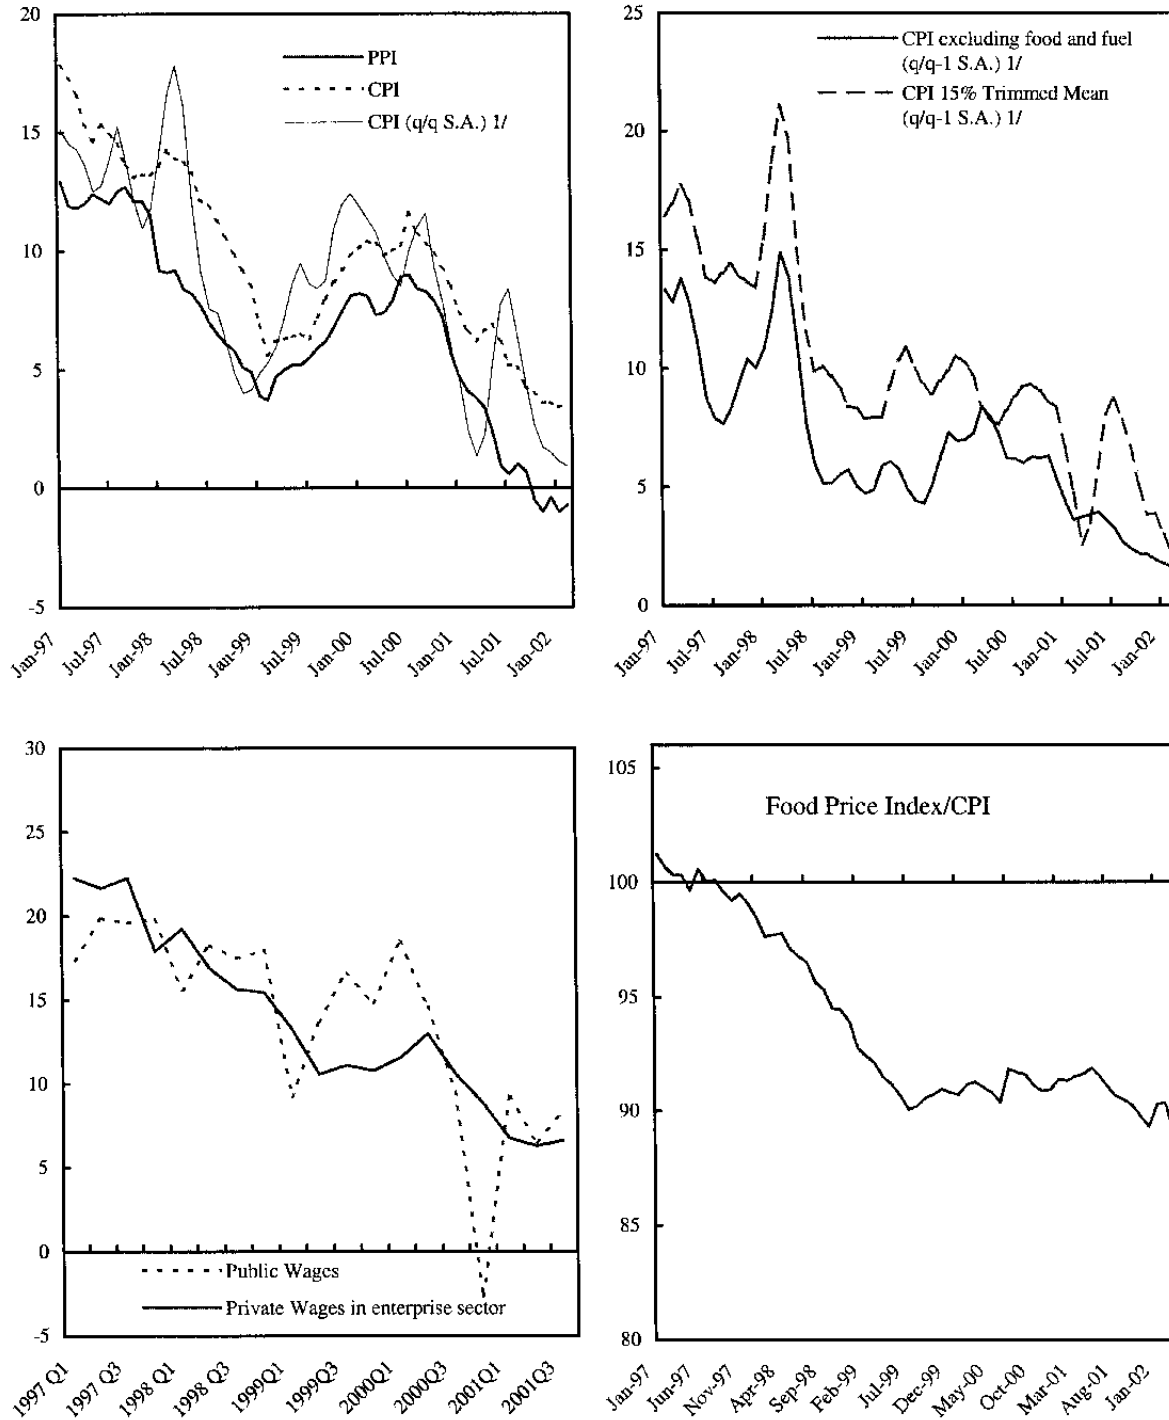 20
15
10
5
0
-5
PPI
CPI
CPI (q/q S.A.) 1/
Jan-97
Jul-97
Jan-98
Jul-98
Jan-99
Jul-99
Jan-00
Jul-00
Jan-01
Jul-01
Jan-02
25
20
15
10
5
0
CPI excluding food and fuel
(q/q-1 S.A.) 1/
CPI 15% Trimmed Mean
(q/q-1 S.A.) 1/
Jan-97
Jul-97
Jan-98
Jul-98
Jan-99
Jul-99
Jan-00
Jul-00
Jan-01
Jul-01
Jan-02
30
25
20
15
10
5
0
-5
Public Wages
Private Wages in enterprise sector
1997 Q1
1997 Q3
1998 Q1
1998 Q3
1999Q1
1999Q3
2000Q1
2000Q3
2001Q1
2001Q3
105
100
95
90
85
80
Food Price Index/CPI
Jan-97
Jun-97
Nov-97
Apr-98
Sep-98
Feb-99
Jul-99
Dec-99
May-00
Oct-00
Mar-01
Aug-01
Jan-02